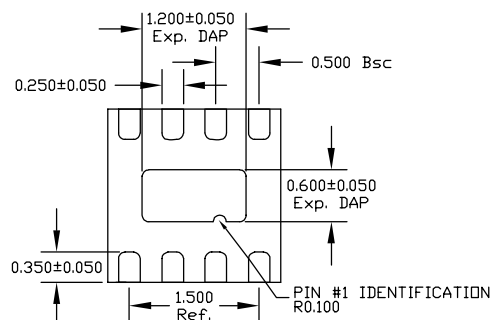 1.200±0.050
Exp. DAP
0.500 Bsc
0.250±0.050
0.600±0.050
Exp. DAP
0.350±0.050
1.500
Ref.
PIN #1 IDENTIFICATION
R0.100